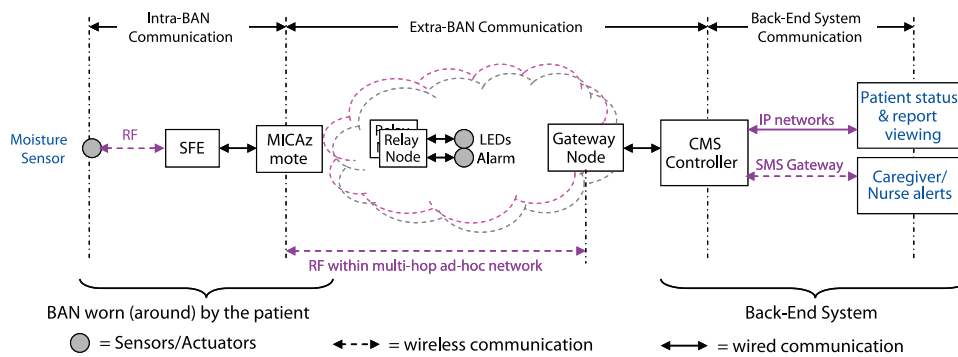 Intra-BAN
Communication
Extra-BAN Communication
Back-End System
Communication
Moisture
Sensor
RF
SFE
MICAz
mote
Relay
Node
Relay
Node
LEDs
Alarm
Gateway
Node
CMS
Controller
IP networks
SMS Gateway
Patient status
& report
viewing
Caregiver/
Nurse alerts
RF within multi-hop ad-hoc network
BAN worn (around) by the patient
Back-End System
= Sensors/Actuators
= wireless communication
= wired communication